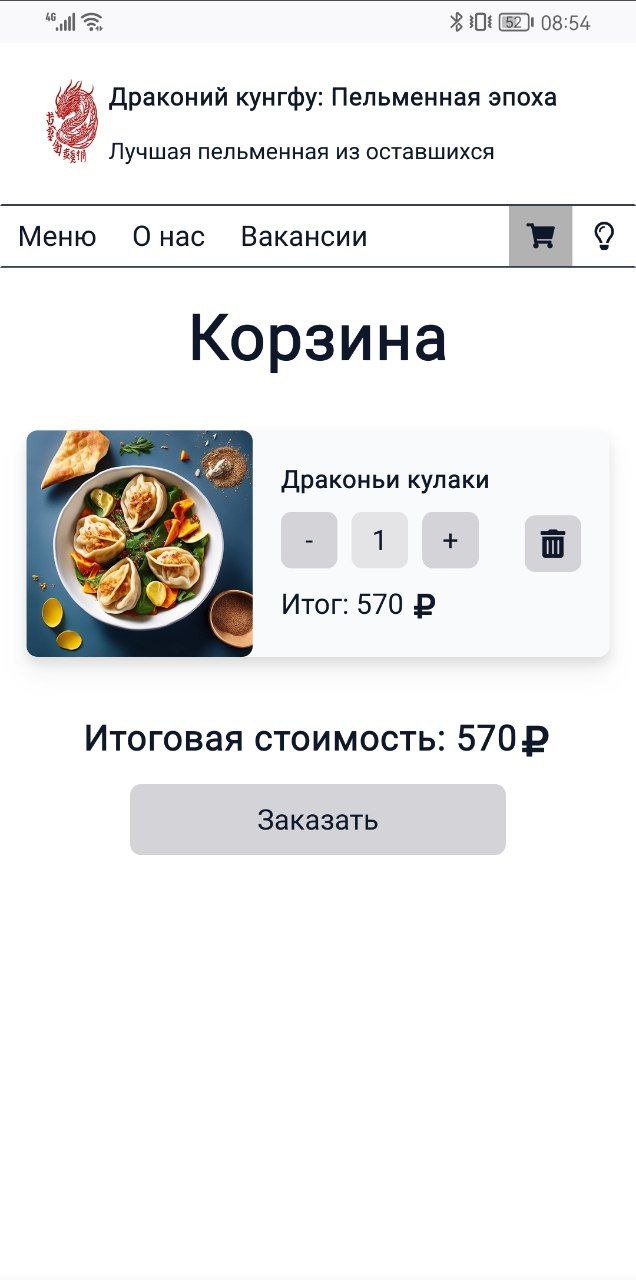 4G 52 08:54
Драконий кунгфу: Пельменная эпоха
Лучшая пельменная из оставшихся
Меню О нас Вакансии
Корзина
Драконьи кулаки
- 1 +
Итог: 570 ₽
Итоговая стоимость: 570₽
Заказать